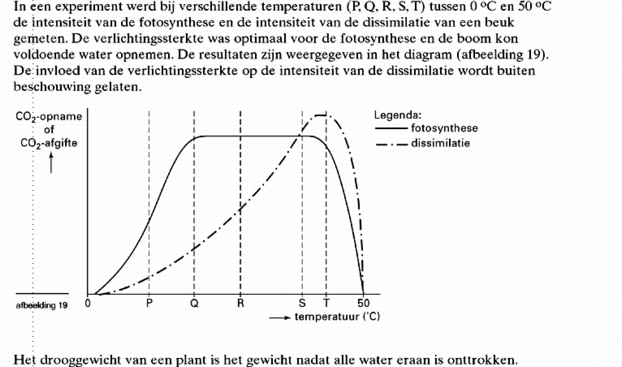 In een experiment werd bij verschillende temperaturen (P, Q, R, S, T) tussen 0 ºC en 50 ºC
de intensiteit van de fotosynthese en de intensiteit van de dissimilatie van een beuk
gemeten. De verlichtingssterkte was optimaal voor de fotosynthese en de boom kon
voldoende water opnemen. De resultaten zijn weergegeven in het diagram (afbeelding 19).
De invloed van de verlichtingssterkte op de intensiteit van de dissimilatie wordt buiten
beschouwing gelaten.
CO₂-opname
of
CO₂-afgifte
Legenda:
fotosynthese
dissimilatie
afbeelding 19
0 P Q R S T 50
temperatuur (°C)
Het drooggewicht van een plant is het gewicht nadat alle water eraan is onttrokken.